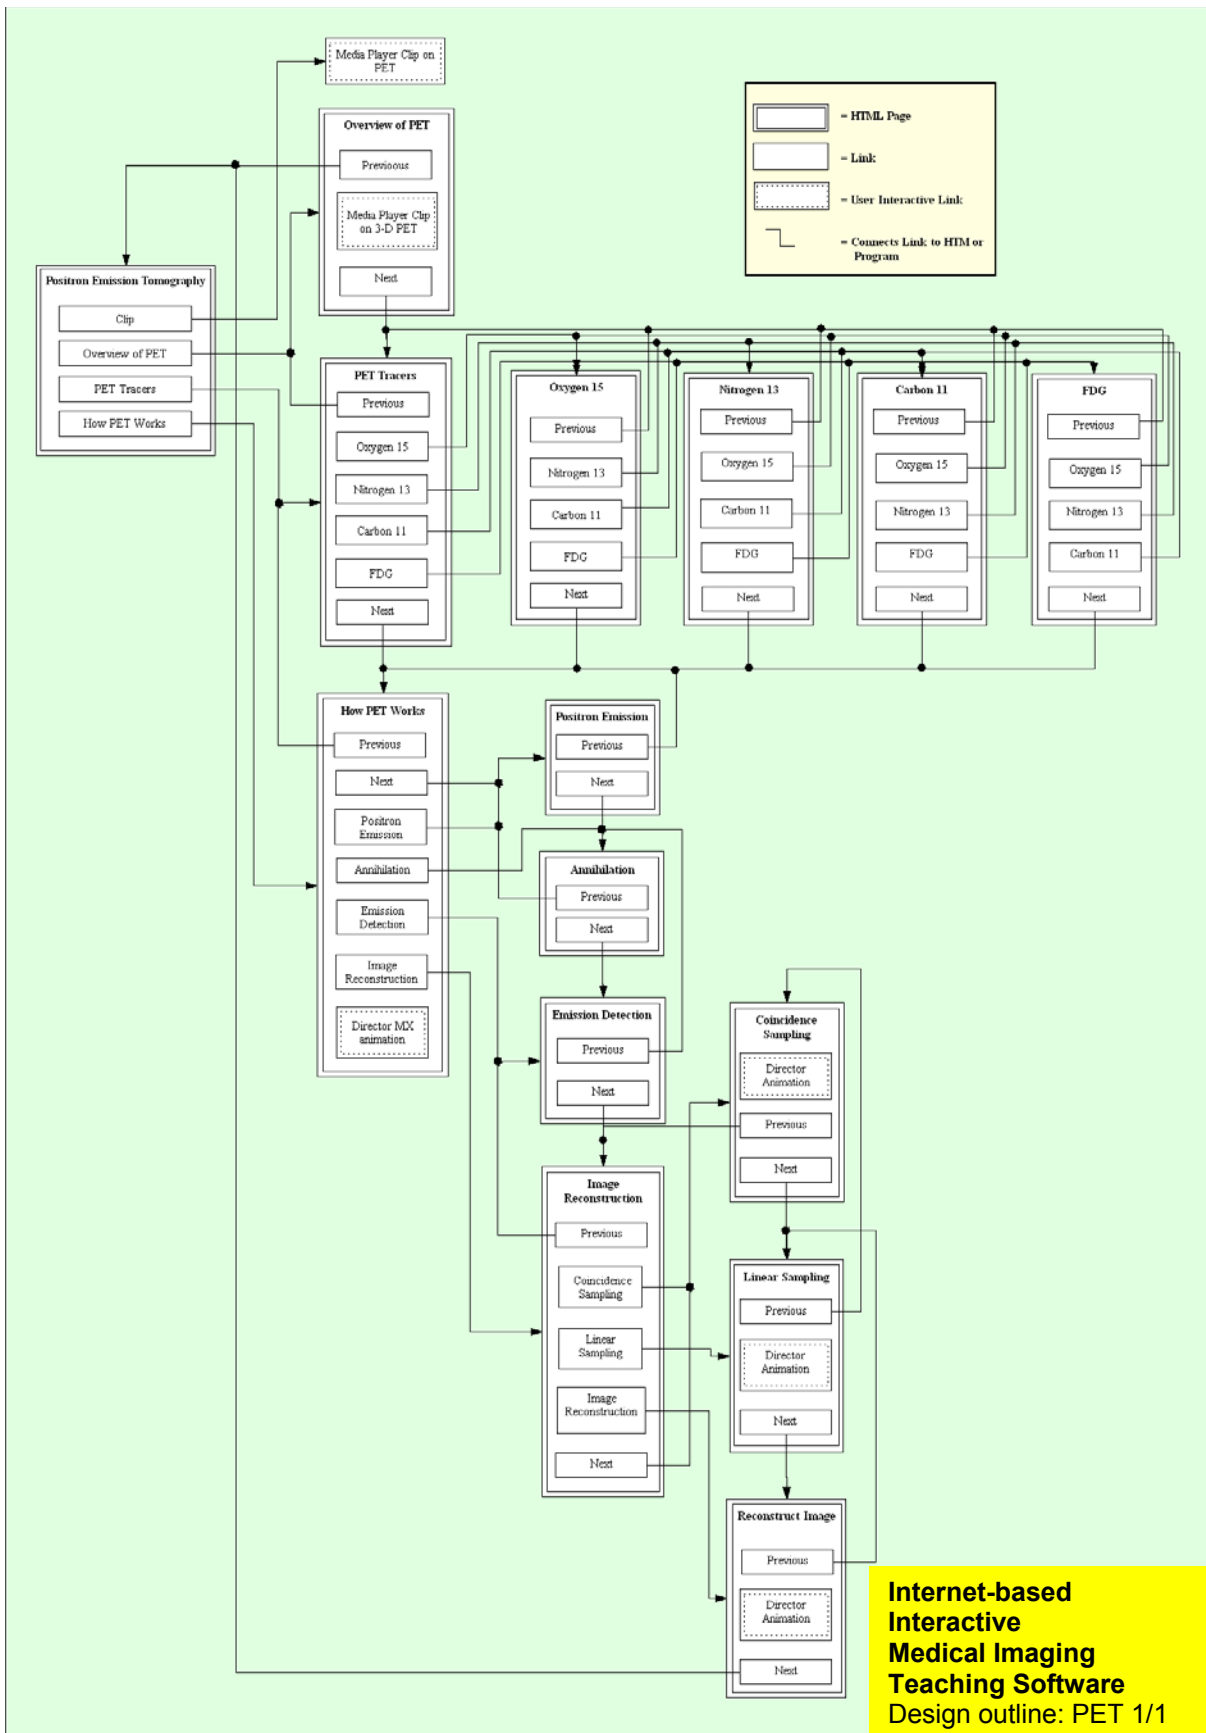 Media Player Clip on
PET
Overview of PET
Previoous
Media Player Clip
on 3-D PET
Next
= HTML Page
= Link
= User Interactive Link
= Connects Link to HTM or
Program
Positron Emission Tomography
Clip
Overview of PET
PET Tracers
How PET Works
PET Tracers
Previous
Oxygen 15
Nitrogen 13
Carbon 11
FDG
Next
Oxygen 15
Previous
Nitrogen 13
Carbon 11
FDG
Next
Nitrogen 13
Previous
Oxygen 15
Carbon 11
FDG
Next
Carbon 11
Previous
Oxygen 15
Nitrogen 13
FDG
Next
FDG
Previous
Oxygen 15
Nitrogen 13
Carbon 11
Next
How PET Works
Previous
Next
Positron
Emission
Annihilation
Emission
Detection
Image
Reconstruction
Director MX
animation
Positron Emission
Previous
Next
Annihilation
Previous
Next
Emission Detection
Previous
Next
Image
Reconstruction
Previous
Coincidence
Sampling
Linear
Sampling
Image
Reconstruction
Next
Coincidence
Sampling
Director
Animation
Previous
Next
Linear Sampling
Previous
Director
Animation
Next
Reconstruct Image
Previous
Director
Animation
Next
Internet-based
Interactive
Medical Imaging
Teaching Software
Design outline: PET 1/1